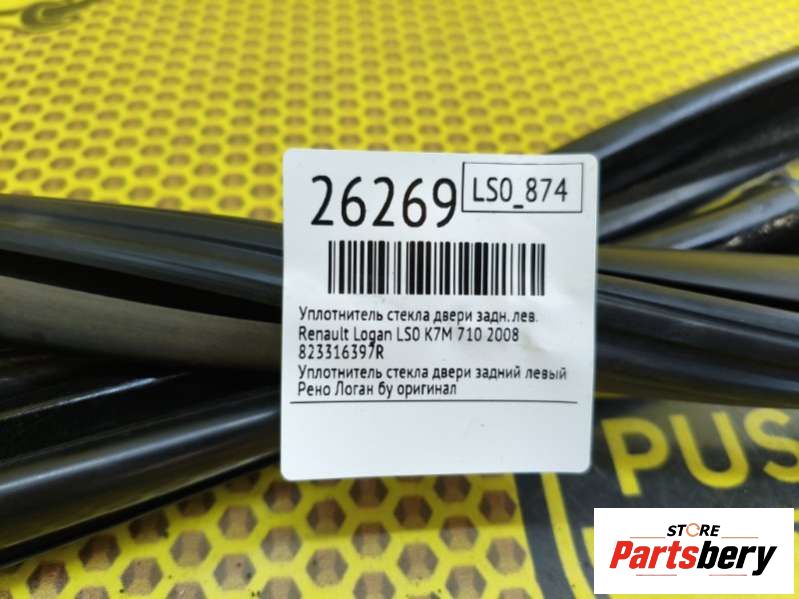 26269
LS0_874
Уплотнитель стекла двери задн. лев.
Renault Logan LS0 K7M 710 2008
823316397R
Уплотнитель стекла двери задний левый
Рено Логан бу оригинал
PUS
STORE
Partsbery